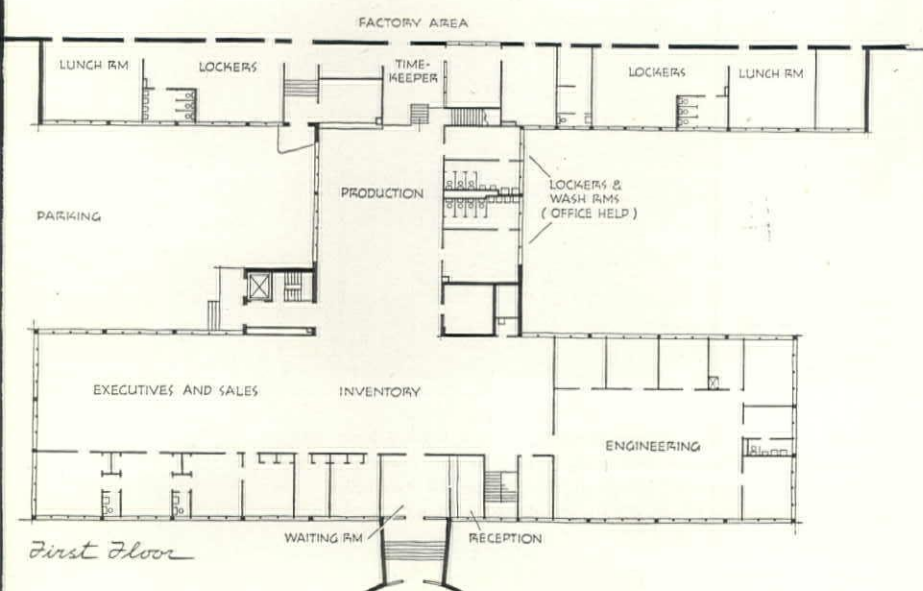 FACTORY AREA
LUNCH RM
LOCKERS
TIME-
KEEPER
LOCKERS
LUNCH RM
PRODUCTION
LOCKERS &
WASH RMS
(OFFICE HELP)
PARKING
EXECUTIVES AND SALES
INVENTORY
ENGINEERING
WAITING RM
RECEPTION
First Floor